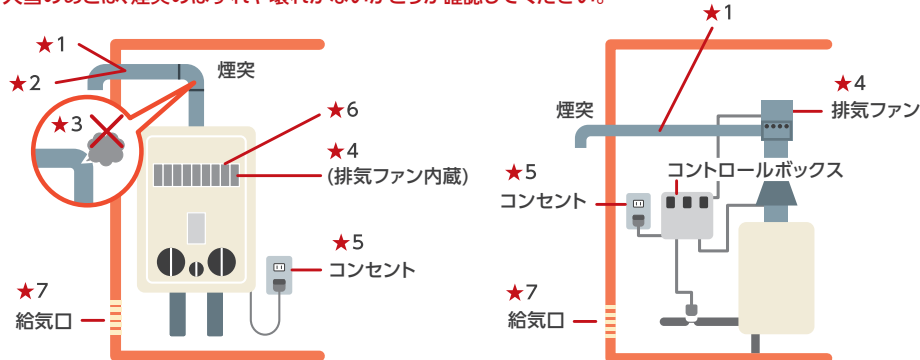 ★1
★2
煙突
★3
★6
★4
(排気ファン内蔵)
★5
コンセント
★7
給気口
★1
煙突
★4
排気ファン
★5
コンセント
コントロールボックス
★7
給気口